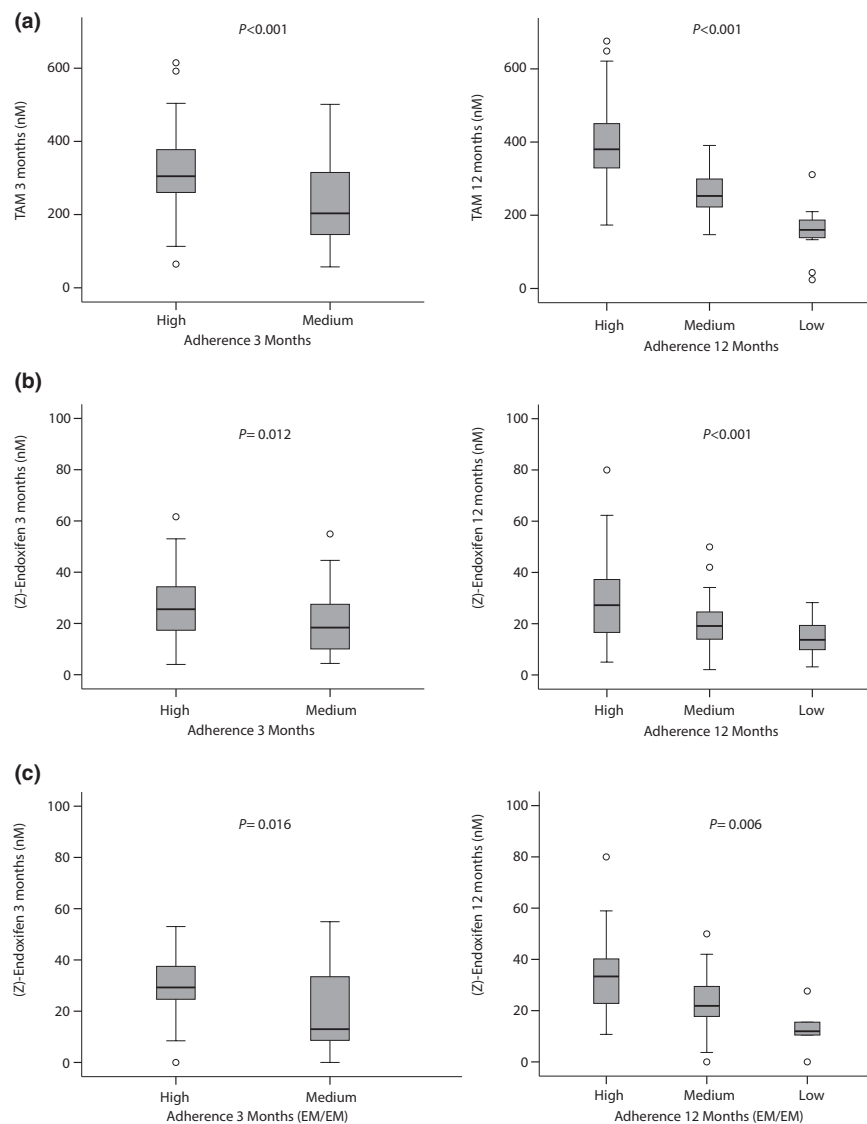 (a)
P<0.001
600
400
200
0
TAM 3 months (nM)
High
Medium
Adherence 3 Months
P<0.001
600
400
200
0
TAM 12 months (nM)
High
Medium
Low
Adherence 12 Months
(b)
P= 0.012
100
80
60
40
20
0
(Z)-Endoxifen 3 months (nM)
High
Medium
Adherence 3 Months
P<0.001
100
80
60
40
20
0
(Z)-Endoxifen 12 months (nM)
High
Medium
Low
Adherence 12 Months
(c)
P= 0.016
100
80
60
40
20
0
(Z)-Endoxifen 3 months (nM)
High
Medium
Adherence 3 Months (EM/EM)
P= 0.006
100
80
60
40
20
0
(Z)-Endoxifen 12 months (nM)
High
Medium
Low
Adherence 12 Months (EM/EM)